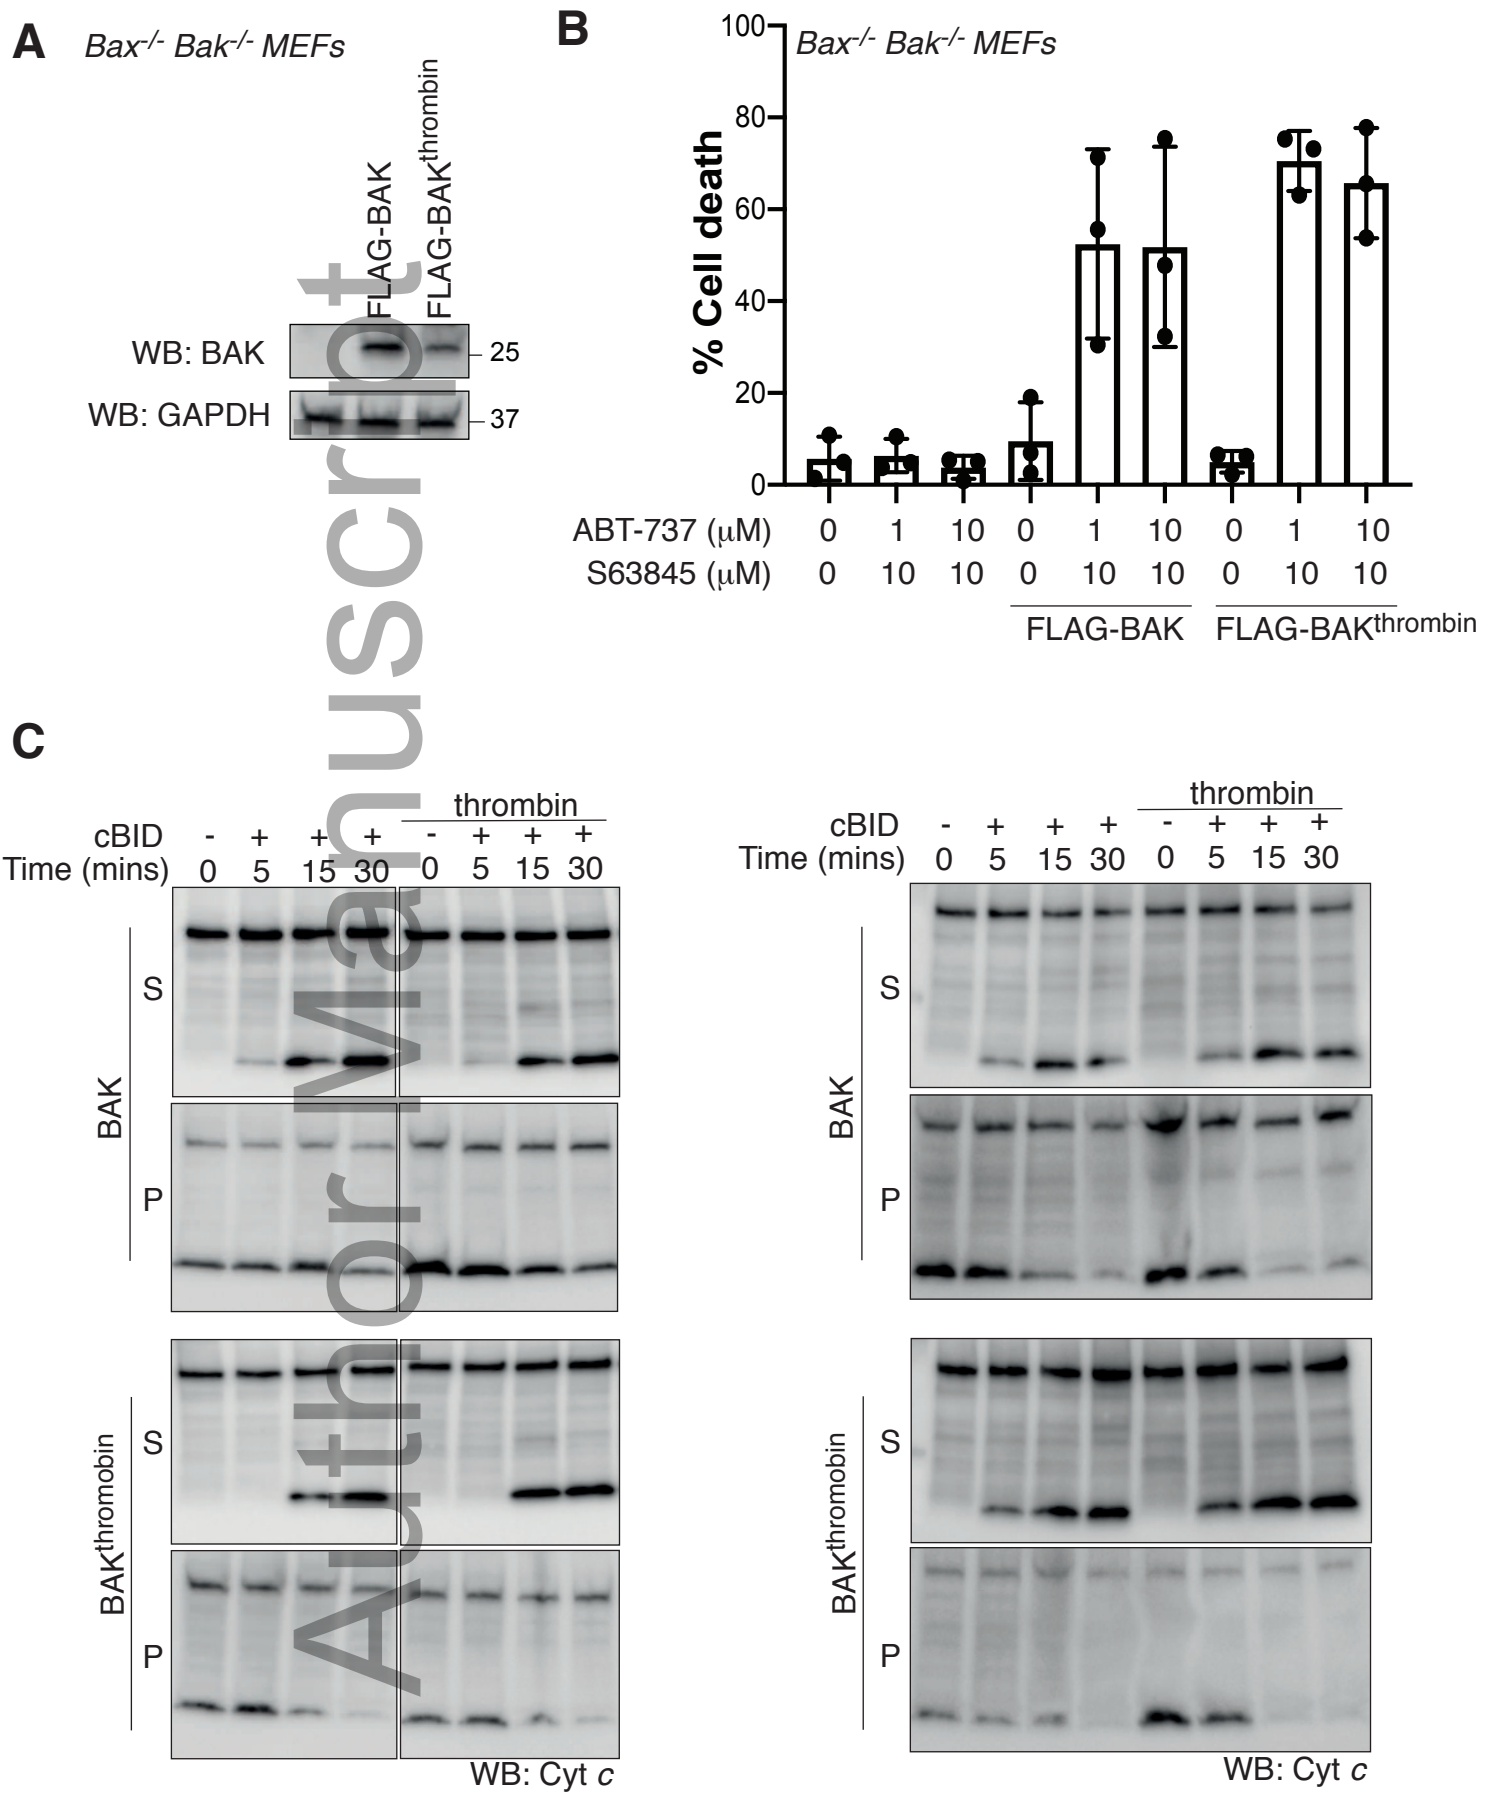 A
Bax-/- Bak-/- MEFs
FLAG-BAK
FLAG-BAKthrombin
WB: BAK
25
WB: GAPDH
37
B
Bax-/- Bak-/- MEFs
% Cell death
100
80
60
40
20
0
ABT-737 (μM) 0 1 10 0 1 10 0 1 10
S63845 (μM) 0 10 10 0 10 10 0 10 10
FLAG-BAK FLAG-BAKthrombin
C
thrombin
cBID - + + + - + + +
Time (mins) 0 5 15 30 0 5 15 30
BAK
S
P
BAKthromobin
S
P
WB: Cyt c
thrombin
cBID - + + + - + + +
Time (mins) 0 5 15 30 0 5 15 30
BAK
S
P
BAKthromobin
S
P
WB: Cyt c
Author Manuscript